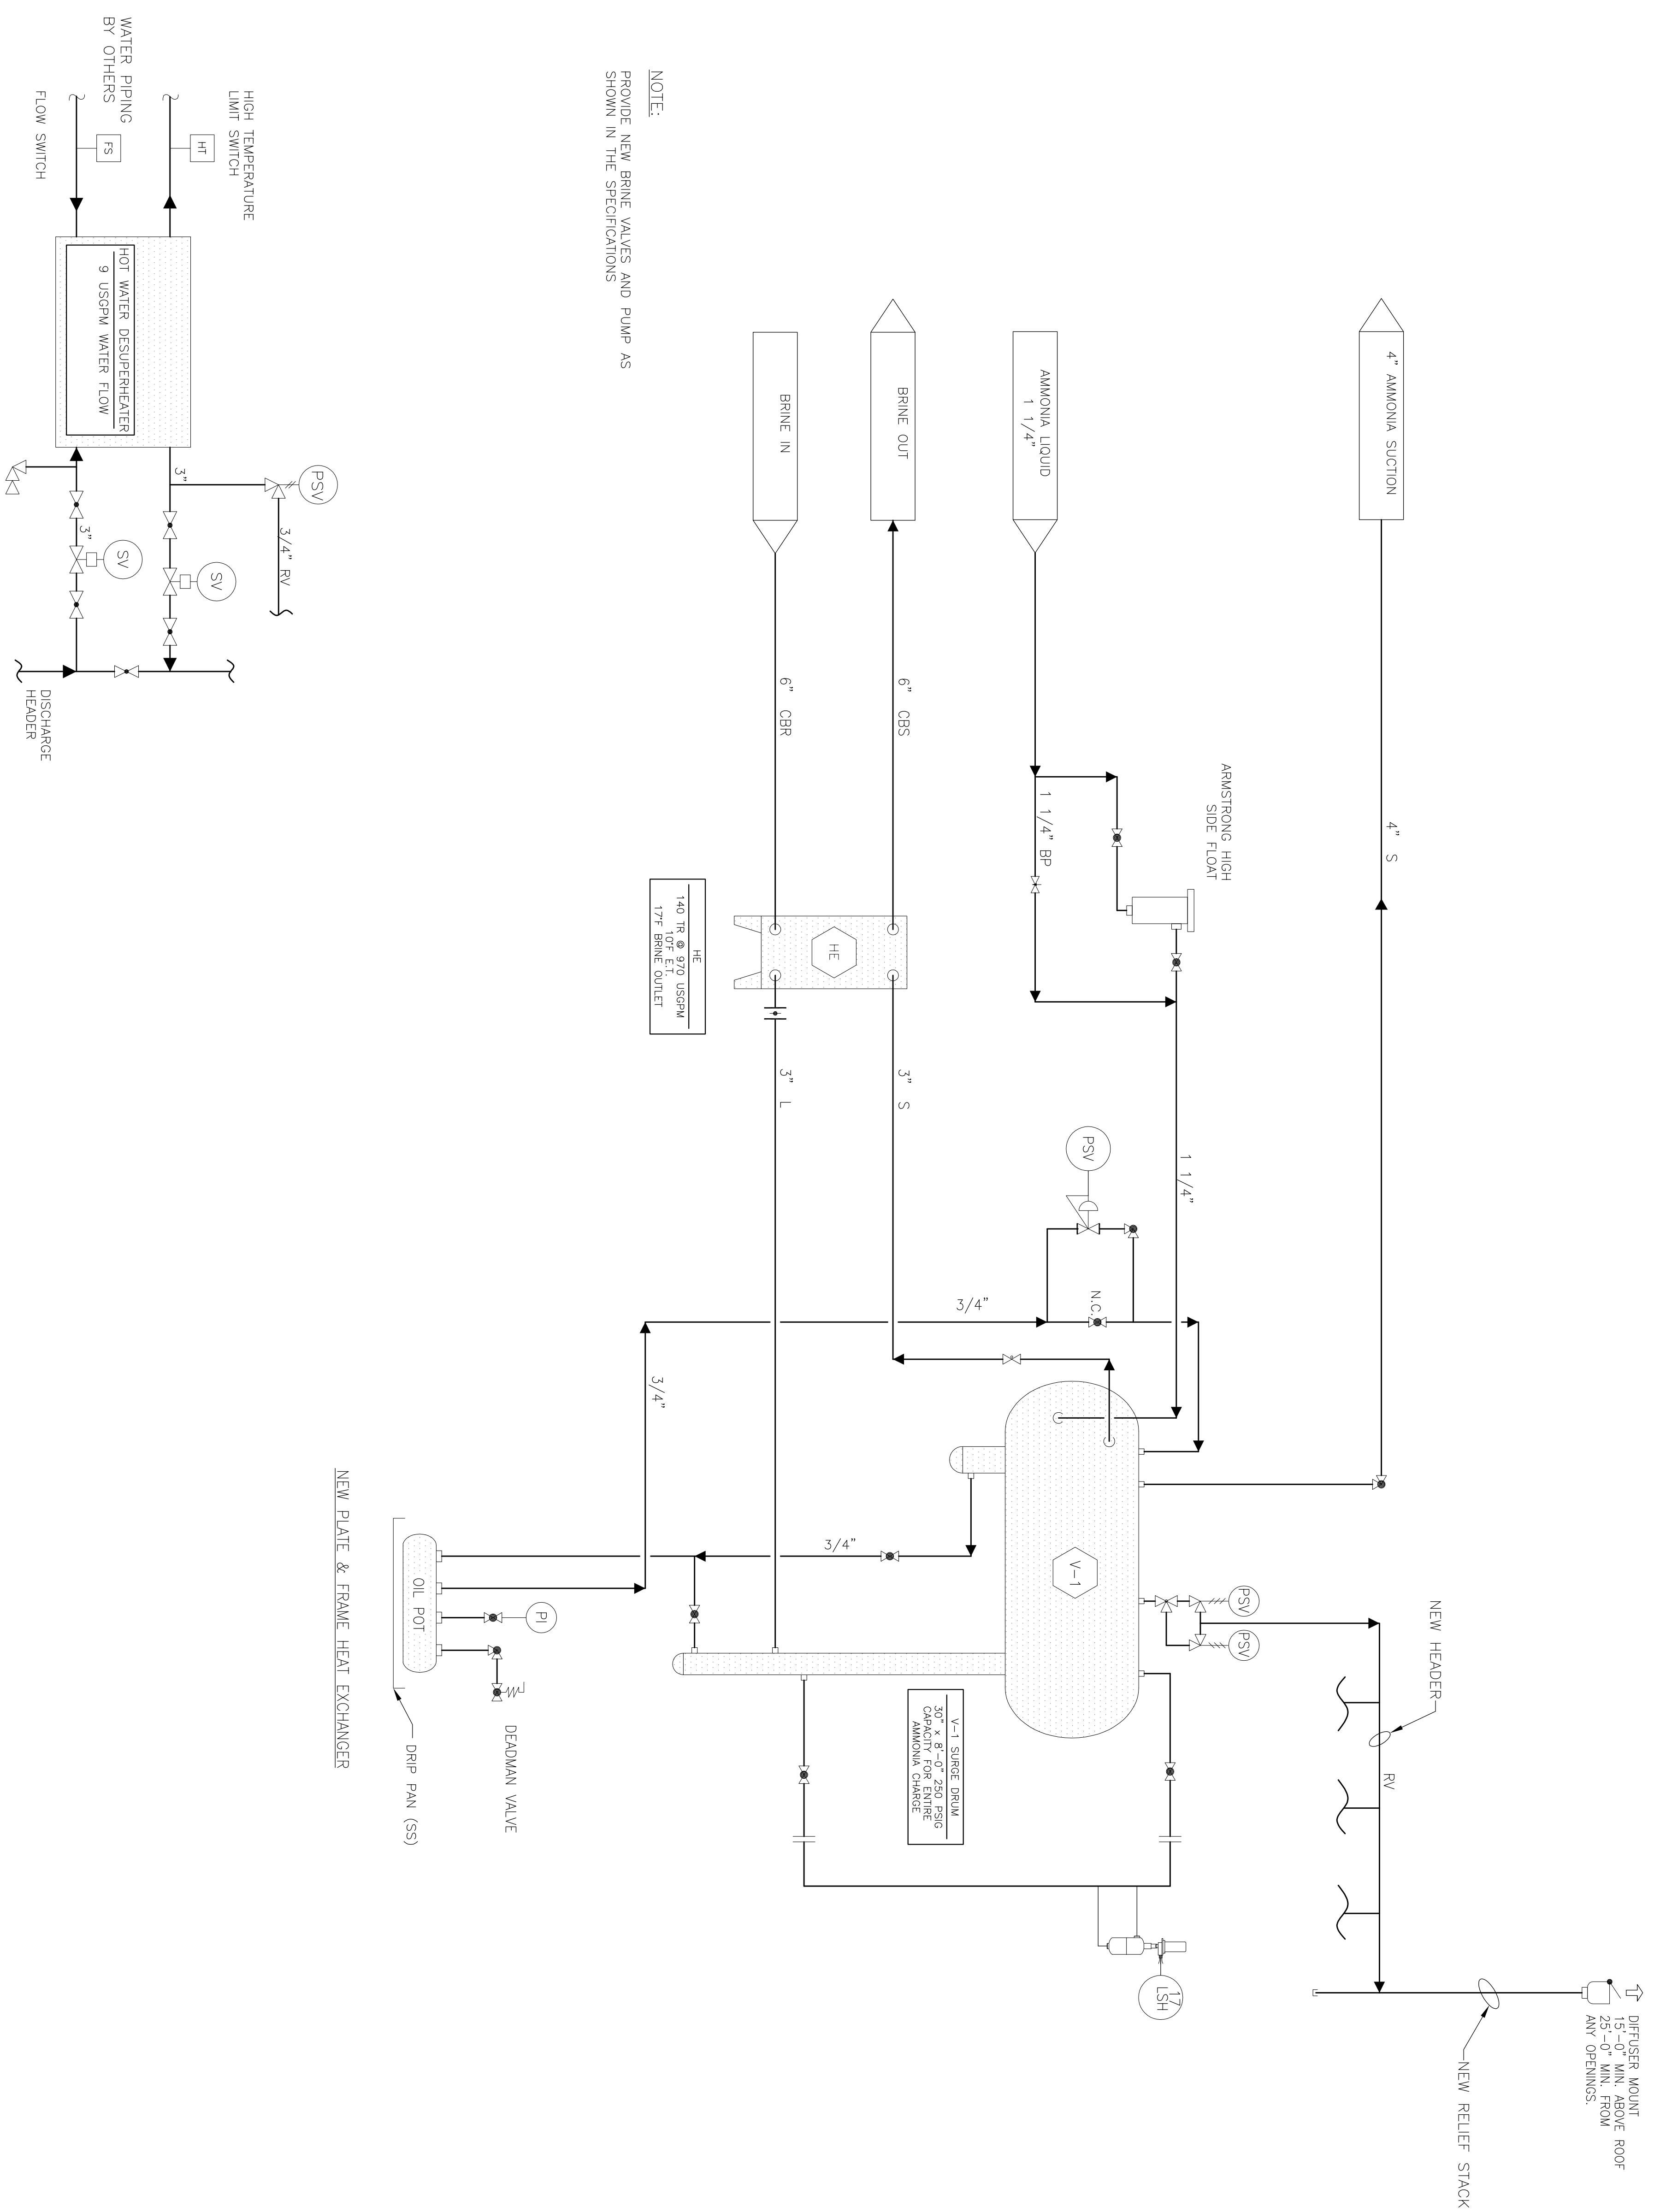 DIFFUSER MOUNT
15'-0" MIN. ABOVE ROOF
25'-0" MIN. FROM
ANY OPENINGS.
NEW RELIEF STACK
NEW HEADER
RV
4" AMMONIA SUCTION
4" S
PSV
PSV
ARMSTRONG HIGH
SIDE FLOAT
17
LSH
1 1/4"
PSV
N.C.
V-1
AMMONIA LIQUID
1 1/4"
1 1/4" BP
3/4"
V-1 SURGE DRUM
30" x 8'-0" 250 PSIG
CAPACITY FOR ENTIRE
AMMONIA CHARGE
BRINE OUT
6" CBS
3" S
HE
3/4"
BRINE IN
6" CBR
3" L
HE
140 TR @ 970 USGPM
10°F E.T.
17°F BRINE OUTLET
3/4"
NOTE:
PROVIDE NEW BRINE VALVES AND PUMP AS
SHOWN IN THE SPECIFICATIONS
PI
DEADMAN VALVE
OIL POT
DRIP PAN (SS)
NEW PLATE & FRAME HEAT EXCHANGER
PSV
3/4" RV
HIGH TEMPERATURE
LIMIT SWITCH
HT
3"
SV
WATER PIPING
BY OTHERS
FS
HOT WATER DESUPERHEATER
9 USGPM WATER FLOW
3"
SV
FLOW SWITCH
DISCHARGE
HEADER